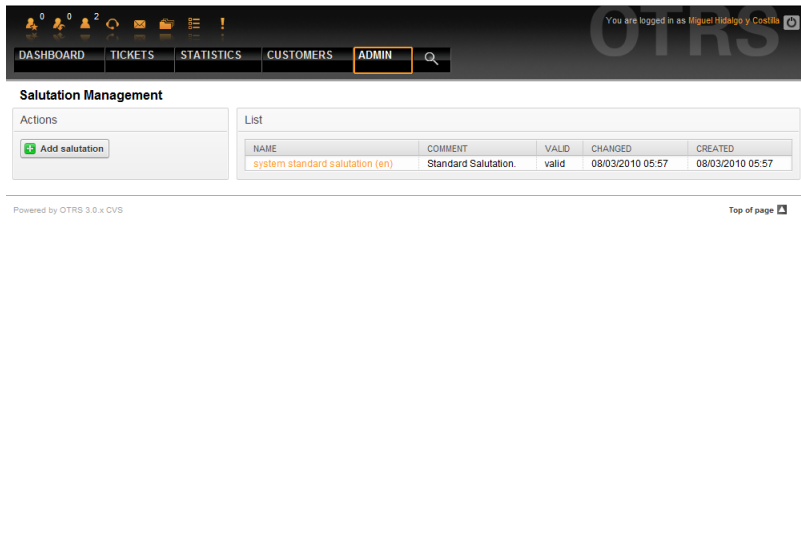 0 0 2
You are logged in as Miguel Hidalgo y Costilla
OTRS
DASHBOARD TICKETS STATISTICS CUSTOMERS ADMIN
Salutation Management
Actions
Add salutation
List
NAME COMMENT VALID CHANGED CREATED
system standard salutation (en) Standard Salutation. valid 08/03/2010 05:57 08/03/2010 05:57
Powered by OTRS 3.0.x CVS
Top of page